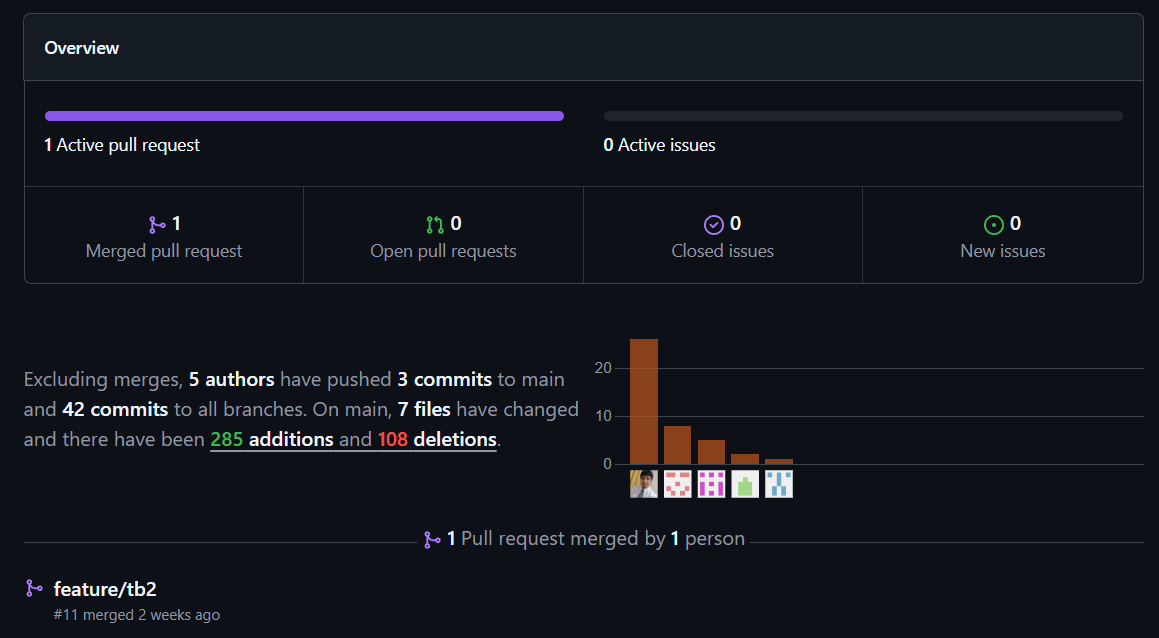 Overview
1 Active pull request
0 Active issues
1
Merged pull request
0
Open pull requests
0
Closed issues
0
New issues
Excluding merges, 5 authors have pushed 3 commits to main
and 42 commits to all branches. On main, 7 files have changed
and there have been 285 additions and 108 deletions.
20
10
0
1 Pull request merged by 1 person
feature/tb2
#11 merged 2 weeks ago